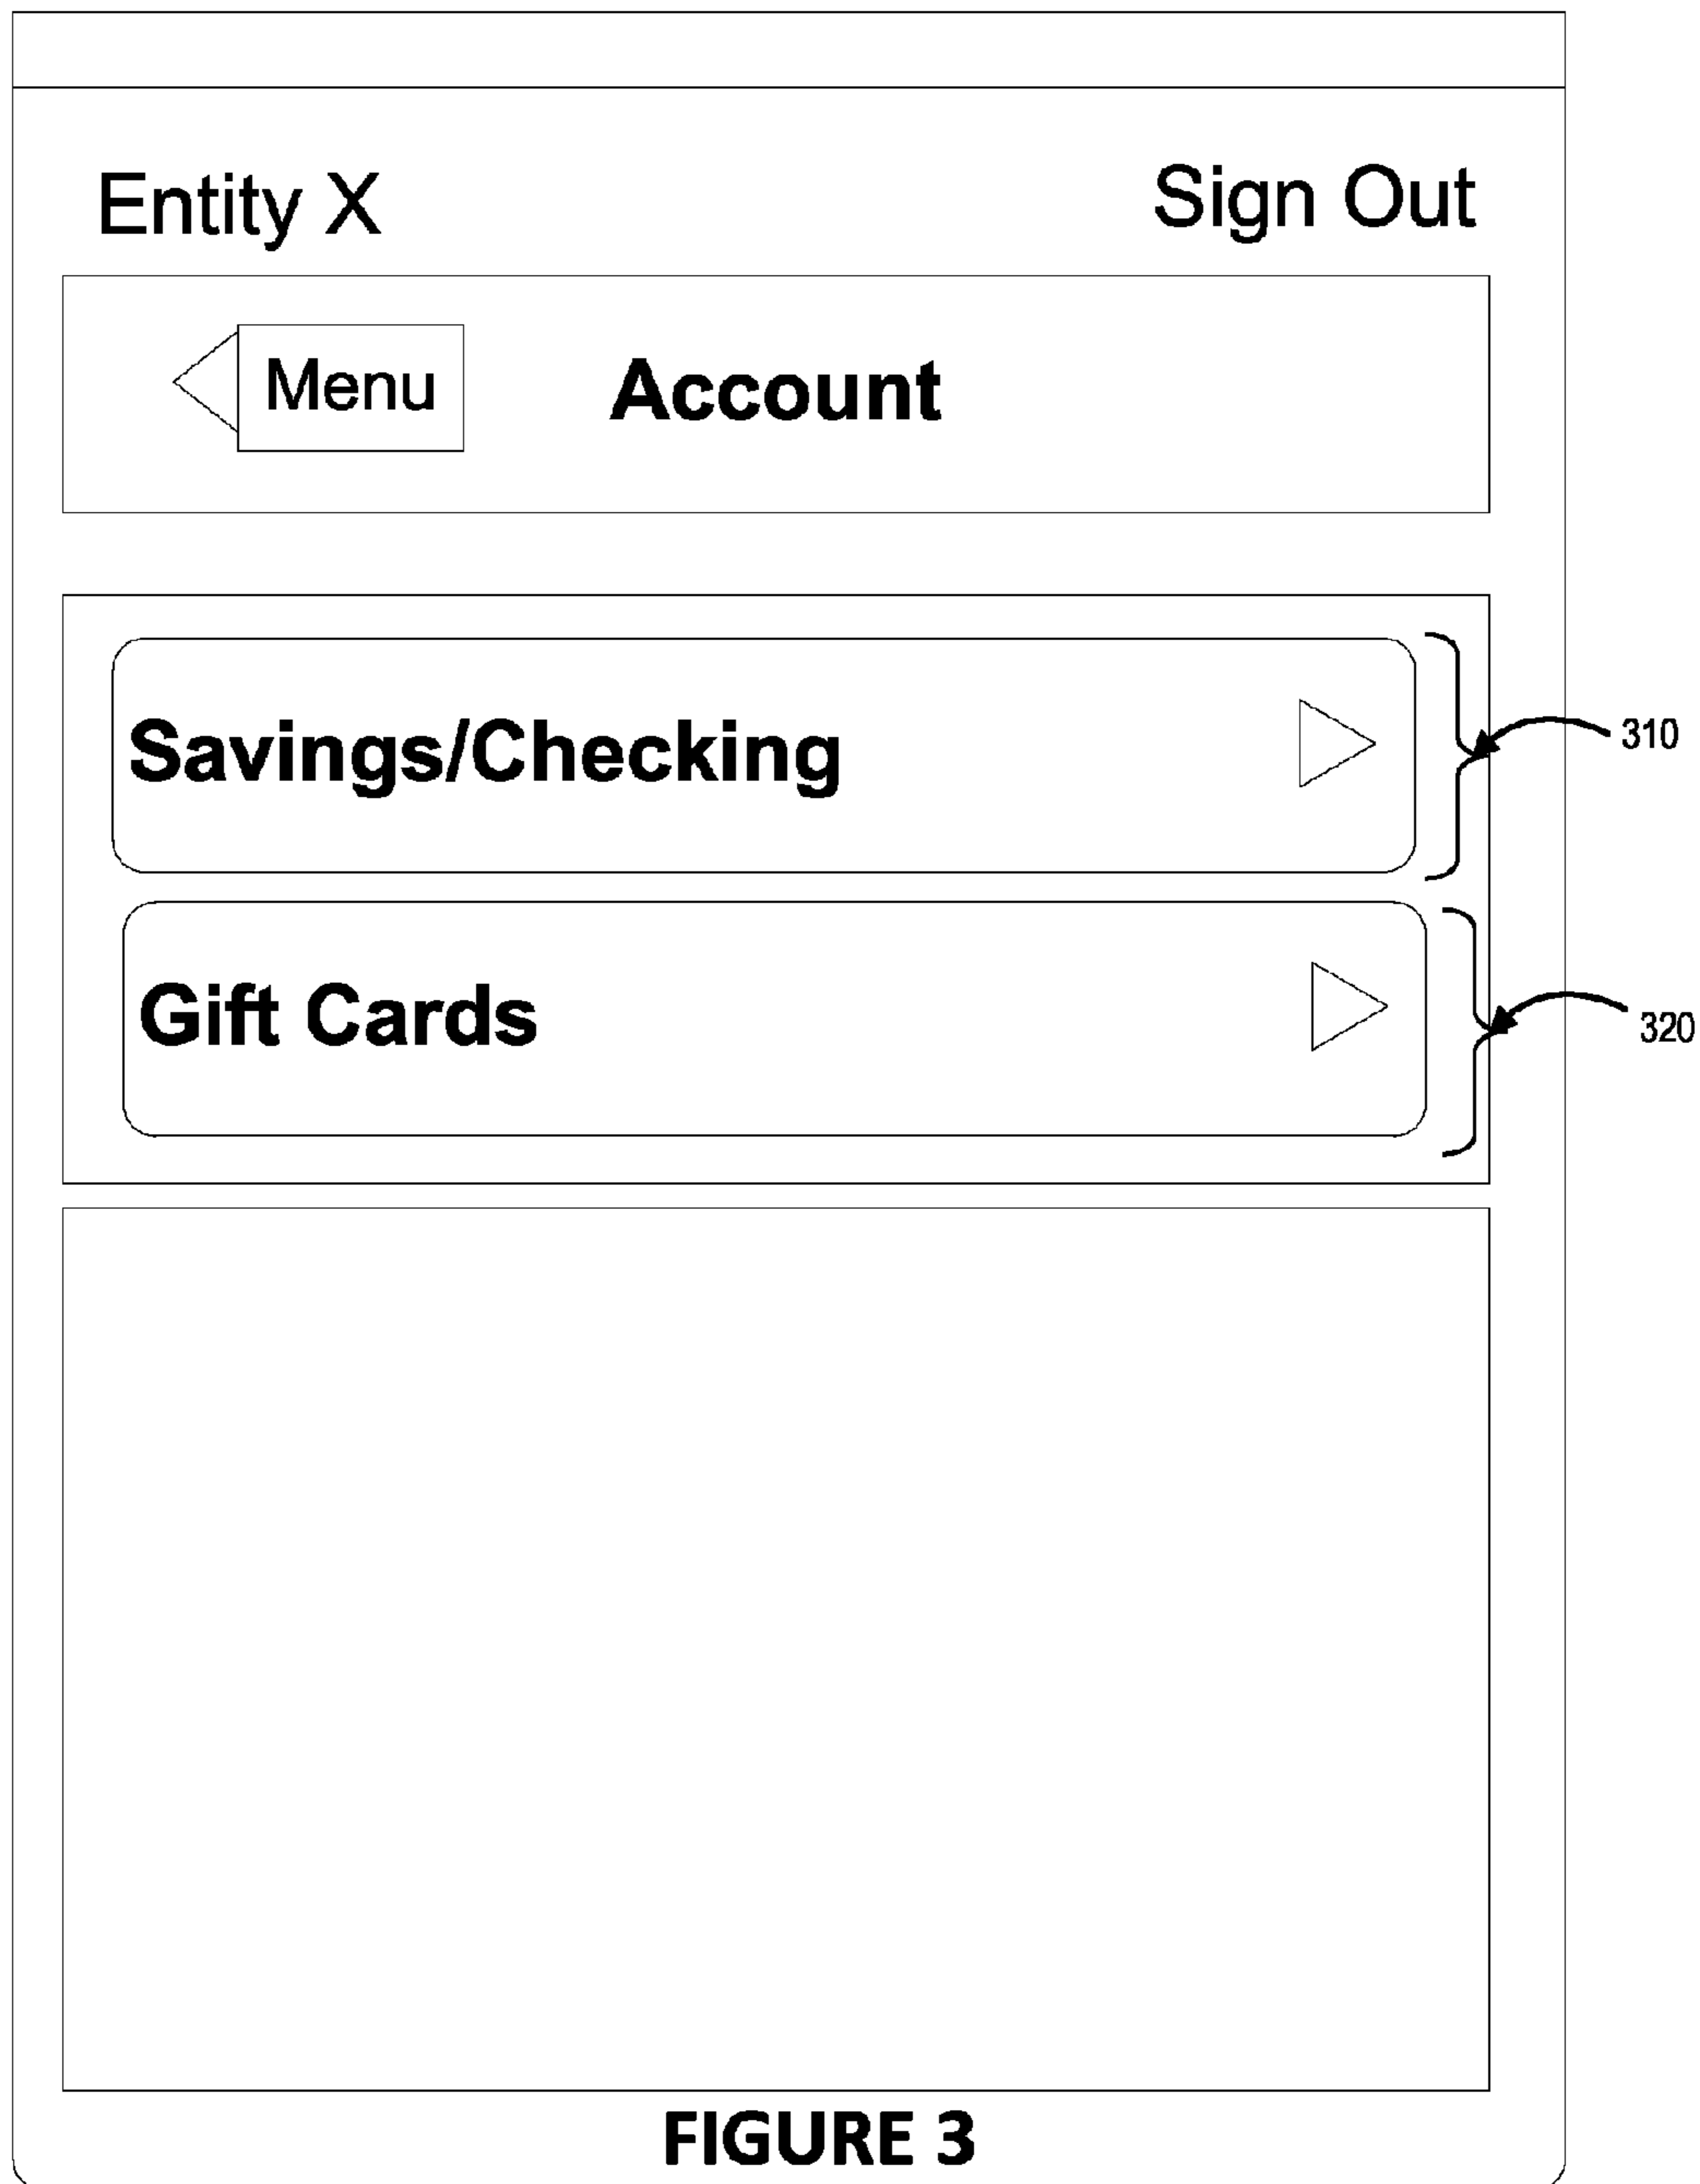 Entity X Sign Out
Menu Account
Savings/Checking
310
Gift Cards
320
FIGURE 3